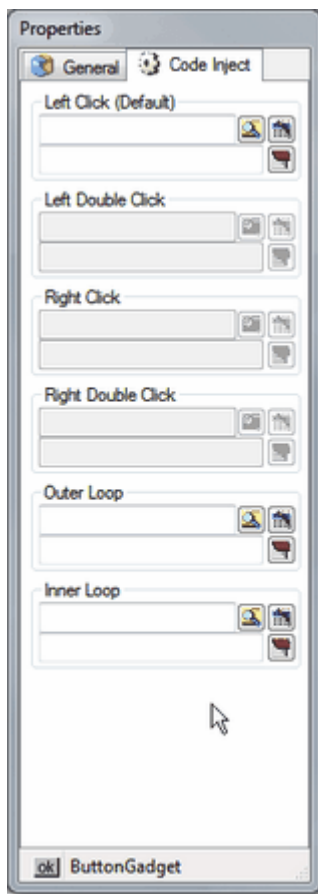 Properties
General
Code Inject
Left Click (Default)
Left Double Click
Right Click
Right Double Click
Outer Loop
Inner Loop
ok ButtonGadget